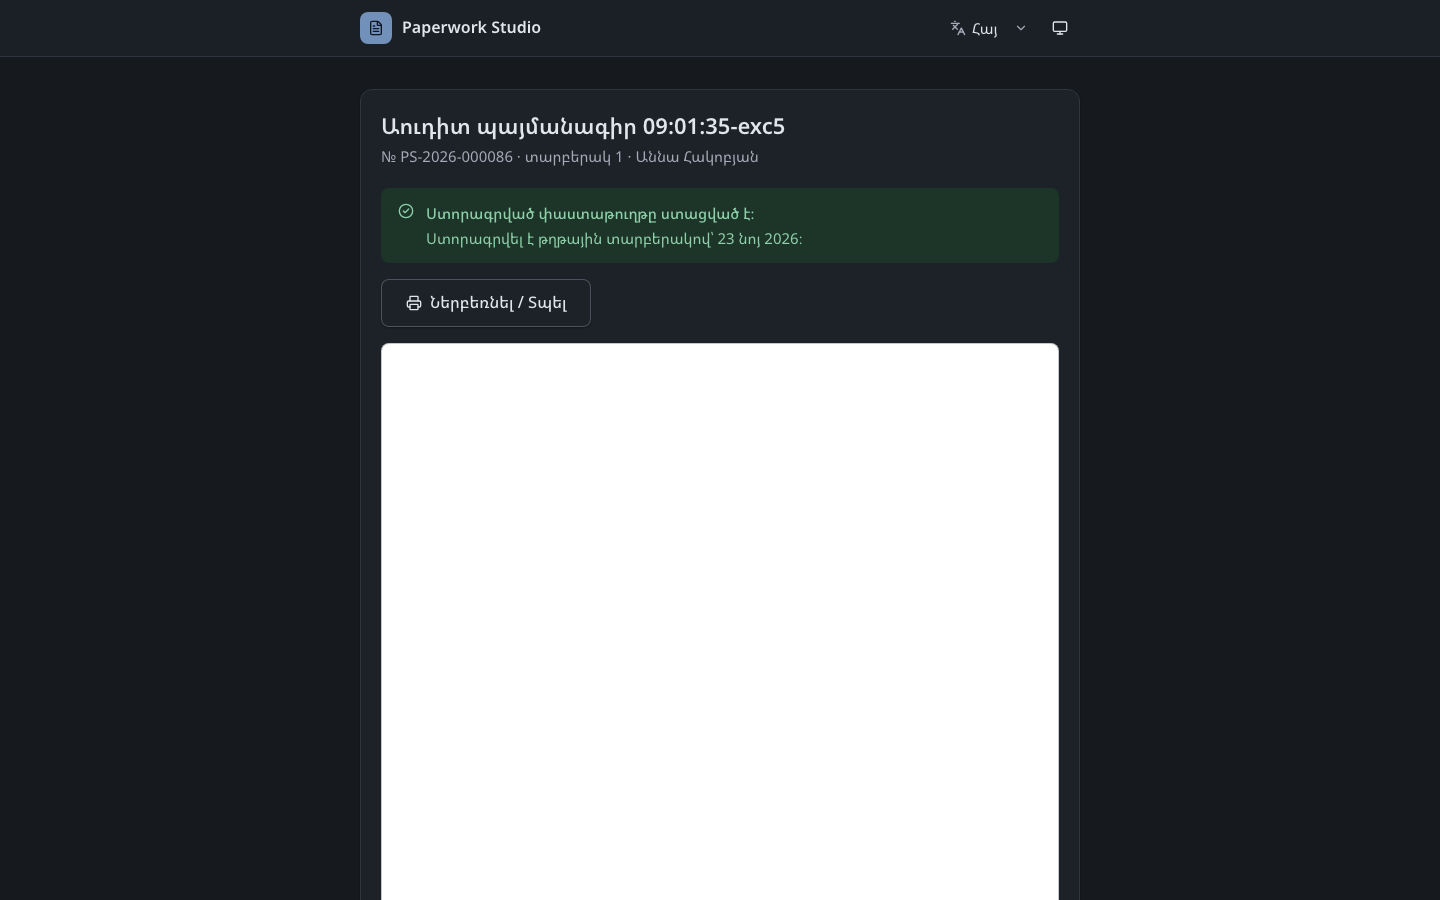 Paperwork Studio
Հայ
Աուդիտ պայմանագիր 09:01:35-exc5
№ PS-2026-000086 · տարբերակ 1 · Աննա Հակոբյան
Ստորագրված փաստաթուղթը ստացված է։
Ստորագրվել է թղթային տարբերակով՝ 23 նոյ 2026։
Ներբեռնել / Տպել